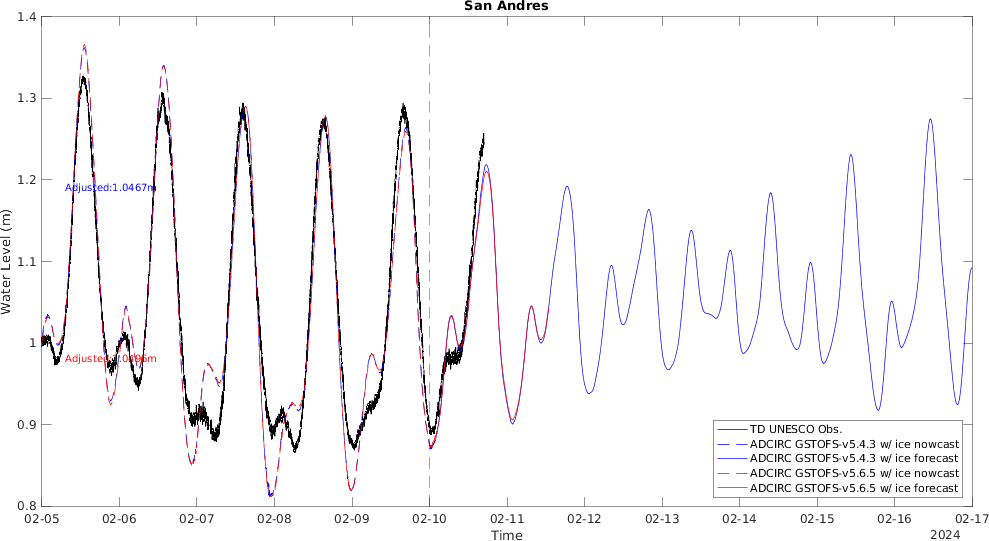 San Andres
Water Level (m)
1.4
1.3
1.2
1.1
1
0.9
0.8
Adjusted:1.0467m
Adjusted:1.0496m
TD UNESCO Obs.
ADCIRC GSTOFS-v5.4.3 w/ ice nowcast
ADCIRC GSTOFS-v5.4.3 w/ ice forecast
ADCIRC GSTOFS-v5.6.5 w/ ice nowcast
ADCIRC GSTOFS-v5.6.5 w/ ice forecast
02-05 02-06 02-07 02-08 02-09 02-10 02-11 02-12 02-13 02-14 02-15 02-16 02-17
Time
2024